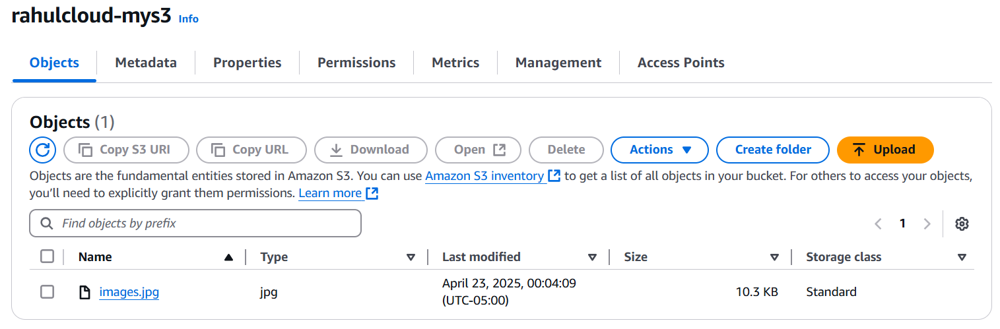 rahulcloud-mys3 Info
Objects Metadata Properties Permissions Metrics Management Access Points
Objects (1)
Copy S3 URI Copy URL Download Open Delete Actions Create folder Upload
Objects are the fundamental entities stored in Amazon S3. You can use Amazon S3 inventory to get a list of all objects in your bucket. For others to access your objects,
you’ll need to explicitly grant them permissions. Learn more
Find objects by prefix 1
Name Type Last modified Size Storage class
images.jpg jpg April 23, 2025, 00:04:09 10.3 KB Standard
(UTC-05:00)